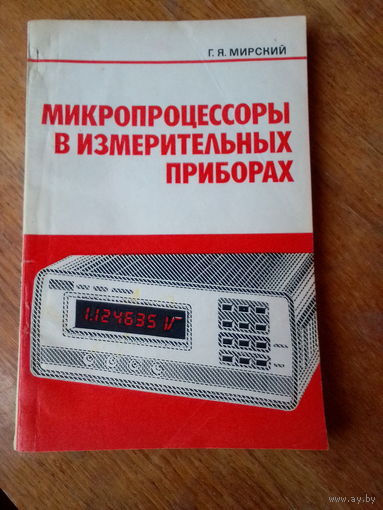 Г. Я. МИРСКИЙ
МИКРОПРОЦЕССОРЫ
В ИЗМЕРИТЕЛЬНЫХ
ПРИБОРАХ
1.124635 V
www.ay.by